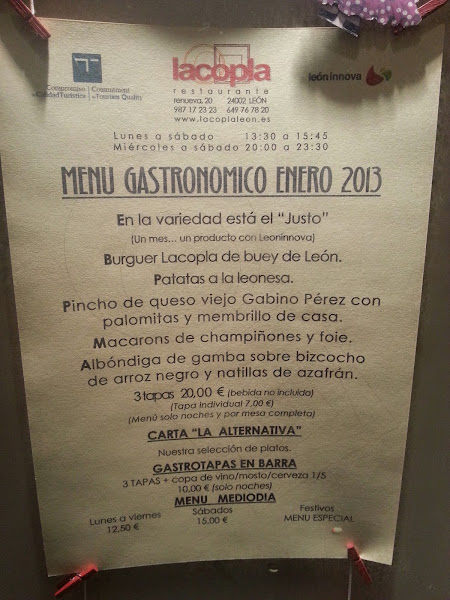 Compromiso de Calidad Turística | Commitment to Tourism Quality
lacopla
restaurante
renueva, 20 24002 LEÓN
987 17 23 23 649 76 78 20
www.lacoplaleon.es
león innova
Lunes a sábado 13:30 a 15:45
Miércoles a sábado 20:00 a 23:30
MENU GASTRONOMICO ENERO 2013
En la variedad está el "Justo"
(Un mes... un producto con Leonínnova)
Burguer Lacopla de buey de León.
Patatas a la leonesa.
Pincho de queso viejo Gabino Pérez con
palomitas y membrillo de casa.
Macarons de champiñones y foie.
Albóndiga de gamba sobre bizcocho
de arroz negro y natillas de azafrán.
3 tapas 20,00 € (bebida no incluida)
(Tapa individual 7,00 €)
(Menú solo noches y por mesa completa)
CARTA "LA ALTERNATIVA"
Nuestra selección de platos.
GASTROTAPAS EN BARRA
3 TAPAS + copa de vino/mosto/cerveza 1/5
10,00 € (solo noches)
MENU MEDIODIA
Lunes a viernes Sábados Festivos
12,50 € 15,00 € MENU ESPECIAL